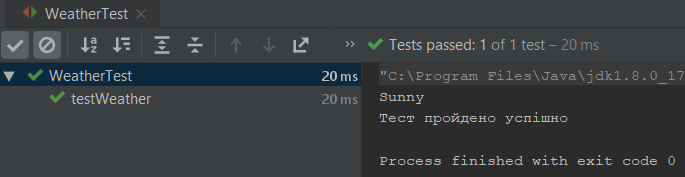 WeatherTest ×
Tests passed: 1 of 1 test – 20 ms
WeatherTest 20 ms
testWeather 20 ms
"C:\Program Files\Java\jdk1.8.0_17
Sunny
Тест пройдено успішно
Process finished with exit code 0